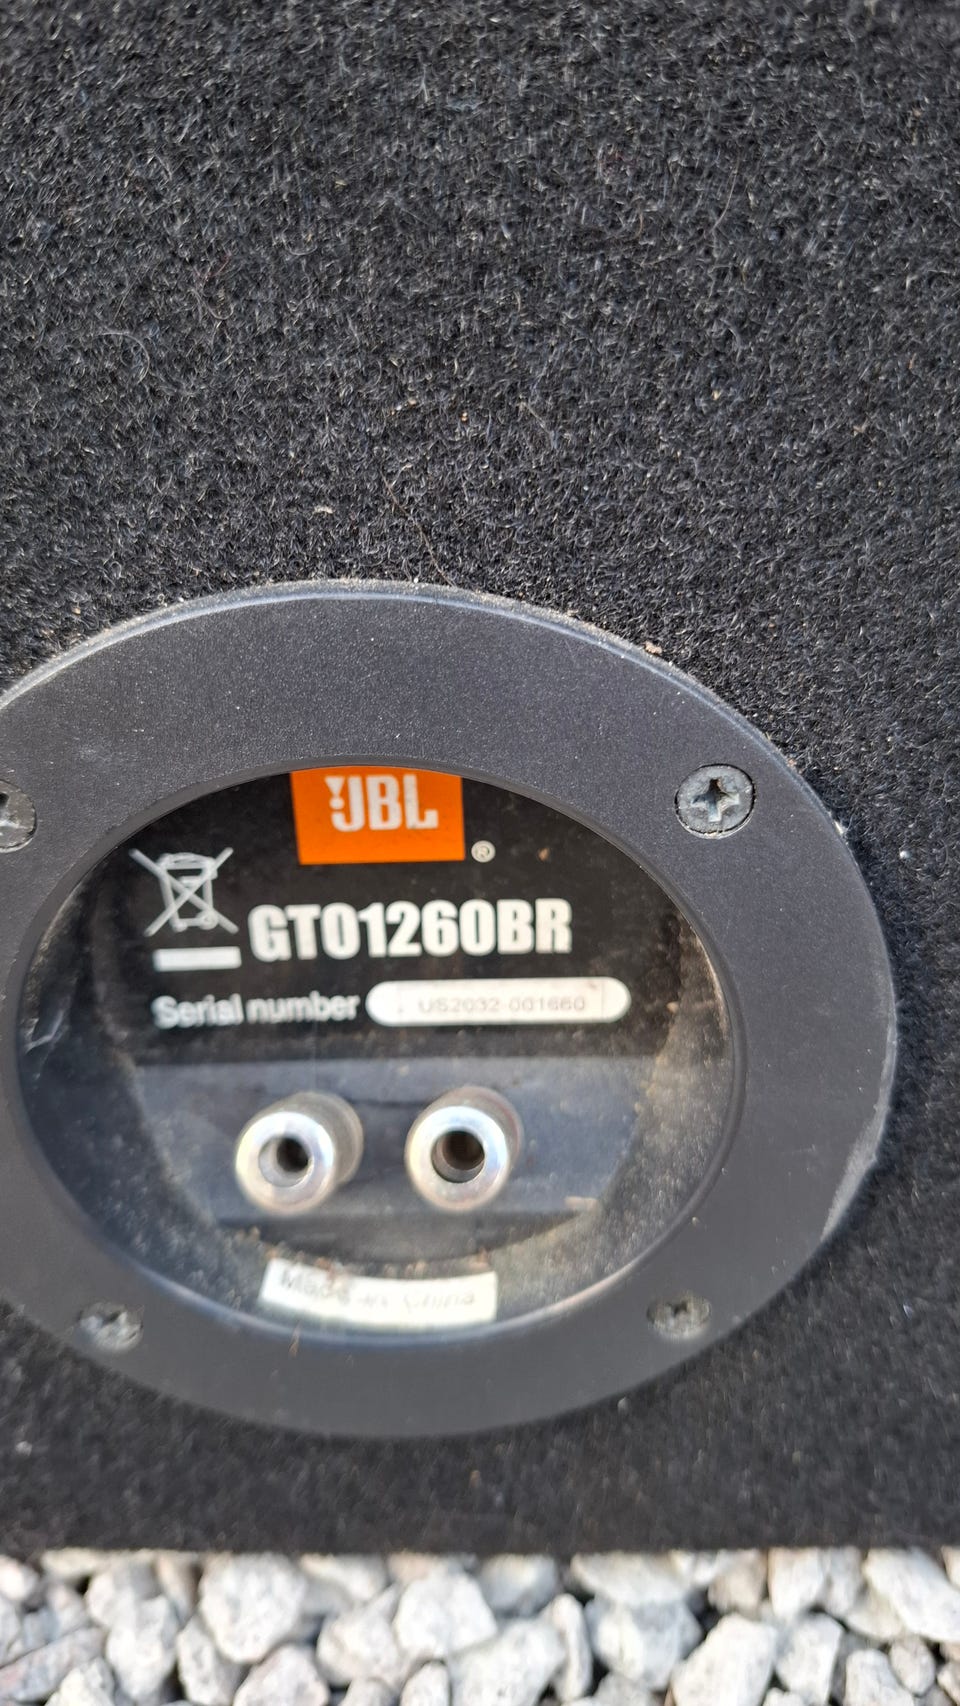 JBL
®
GTO1260BR
Serial number US2032-001660
Made in China